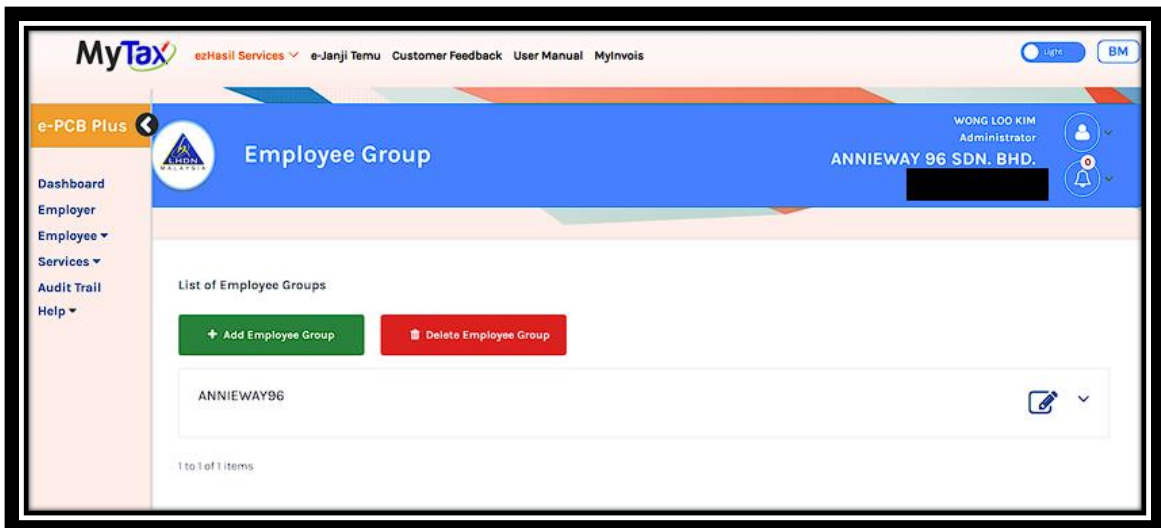 MyTax
ezHasil Services e-Janji Temu Customer Feedback User Manual MyInvois
Light
BM
e-PCB Plus
Dashboard
Employer
Employee
Services
Audit Trail
Help
LHDN
MALAYSIA
Employee Group
WONG LOO KIM
Administrator
ANNIEWAY 96 SDN. BHD.
0
List of Employee Groups
+ Add Employee Group
Delete Employee Group
ANNIEWAY96
1 to 1 of 1 items